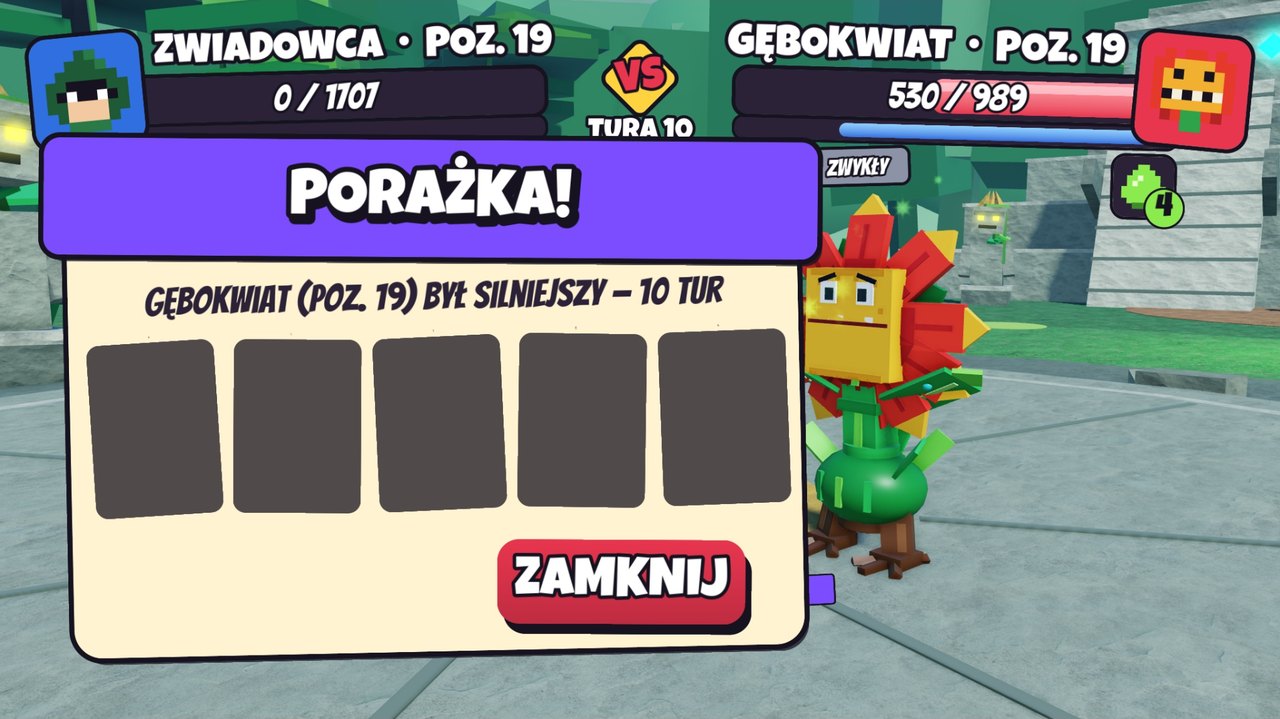 ZWIADOWCA • POZ. 19
0 / 1707
VS
TURA 10
GĘBOKWIAT • POZ. 19
530 / 989
ZWYKŁY
4
PORAŻKA!
GĘBOKWIAT (POZ. 19) BYŁ SILNIEJSZY – 10 TUR
ZAMKNIJ